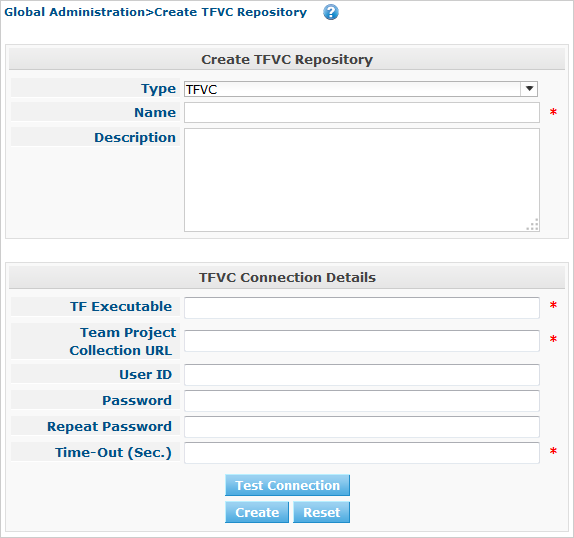 Global Administration>Create TFVC Repository ?
Create TFVC Repository
Type TFVC
Name *
Description
TFVC Connection Details
TF Executable *
Team Project
Collection URL *
User ID
Password
Repeat Password
Time-Out (Sec.) *
Test Connection
Create Reset